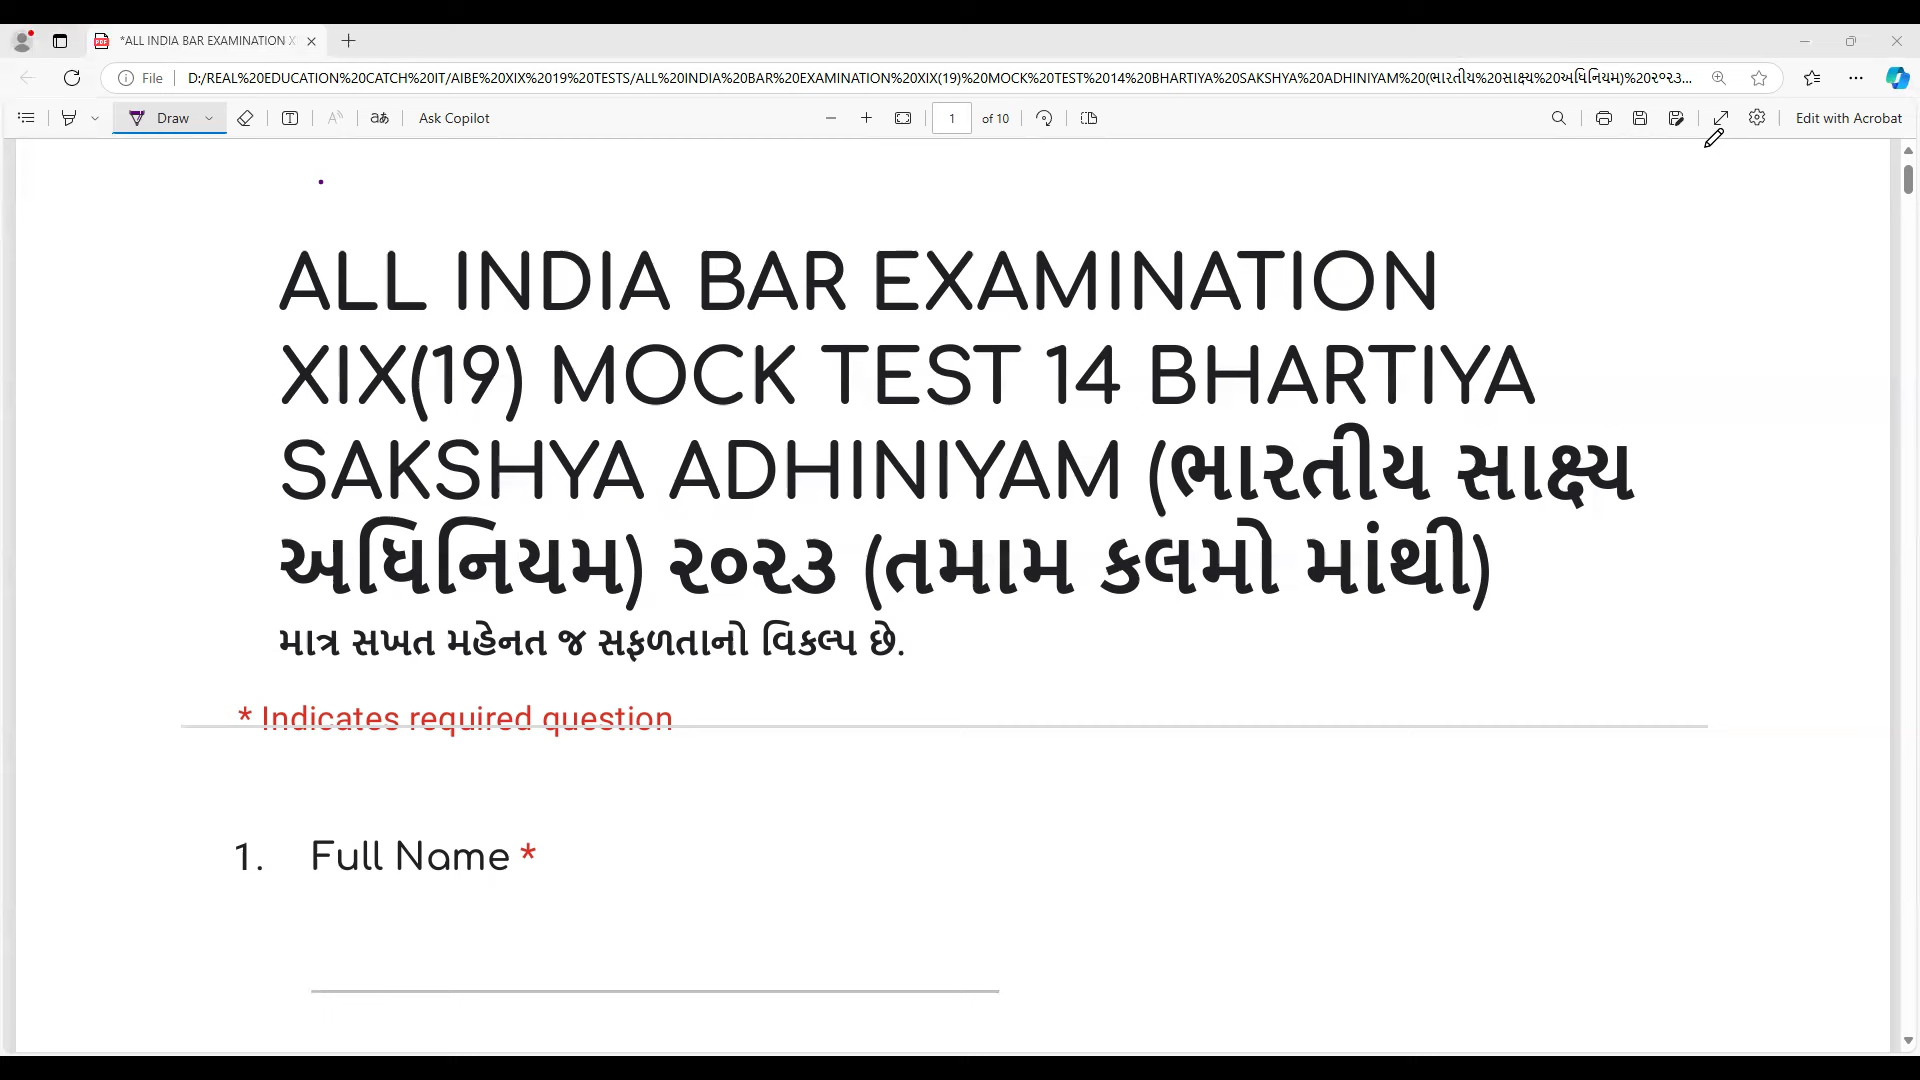 *ALL INDIA BAR EXAMINATION X
File D:/REAL%20EDUCATION%20CATCH%20IT/AIBE%20XIX%2019%20TESTS/ALL%20INDIA%20BAR%20EXAMINATION%20XIX(19)%20MOCK%20TEST%2014%20BHARTIYA%20SAKSHYA%20ADHINIYAM%20(ભારતીય%20સાક્ષ્ય%20અધિનિયમ)%20૨૦૨૩...
Draw Ask Copilot 1 of 10 Edit with Acrobat
ALL INDIA BAR EXAMINATION
XIX(19) MOCK TEST 14 BHARTIYA
SAKSHYA ADHINIYAM (ભારતીય સાક્ષ્ય
અધિનિયમ) ૨૦૨૩ (તમામ કલમો માંથી)
માત્ર સખત મહેનત જ સફળતાનો વિકલ્પ છે.
* Indicates required question
1. Full Name *